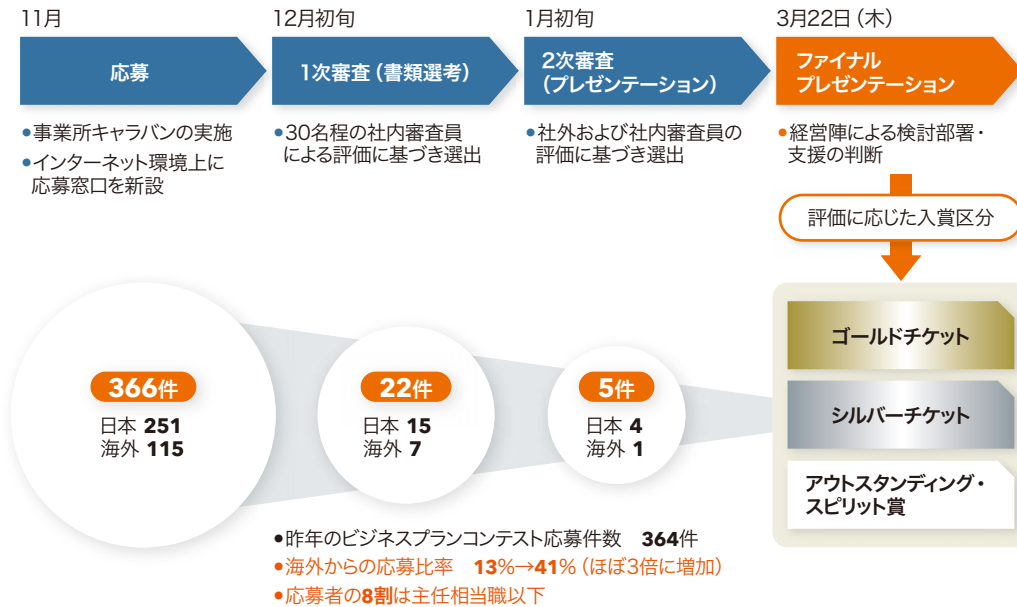 11月
応募
•事業所キャラバンの実施
•インターネット環境上に
応募窓口を新設
12月初旬
1次審査（書類選考）
•30名程の社内審査員
による評価に基づき選出
1月初旬
2次審査
（プレゼンテーション）
•社外および社内審査員の
評価に基づき選出
3月22日（木）
ファイナル
プレゼンテーション
•経営陣による検討部署・
支援の判断
評価に応じた入賞区分
366件
日本 251
海外 115
22件
日本 15
海外 7
5件
日本 4
海外 1
ゴールドチケット
シルバーチケット
アウトスタンディング・
スピリット賞
•昨年のビジネスプランコンテスト応募件数 364件
•海外からの応募比率 13%→41%（ほぼ3倍に増加）
•応募者の8割は主任相当職以下